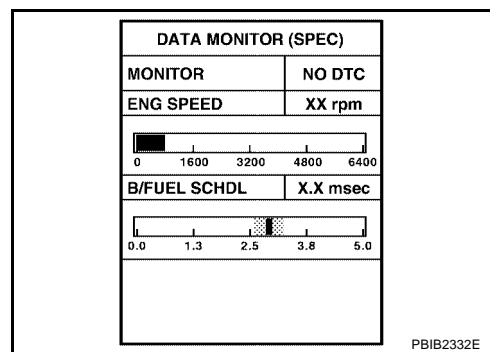 DATA MONITOR (SPEC)
MONITOR NO DTC
ENG SPEED XX rpm
0 1600 3200 4800 6400
B/FUEL SCHDL X.X msec
0.0 1.3 2.5 3.8 5.0
PBIB2332E